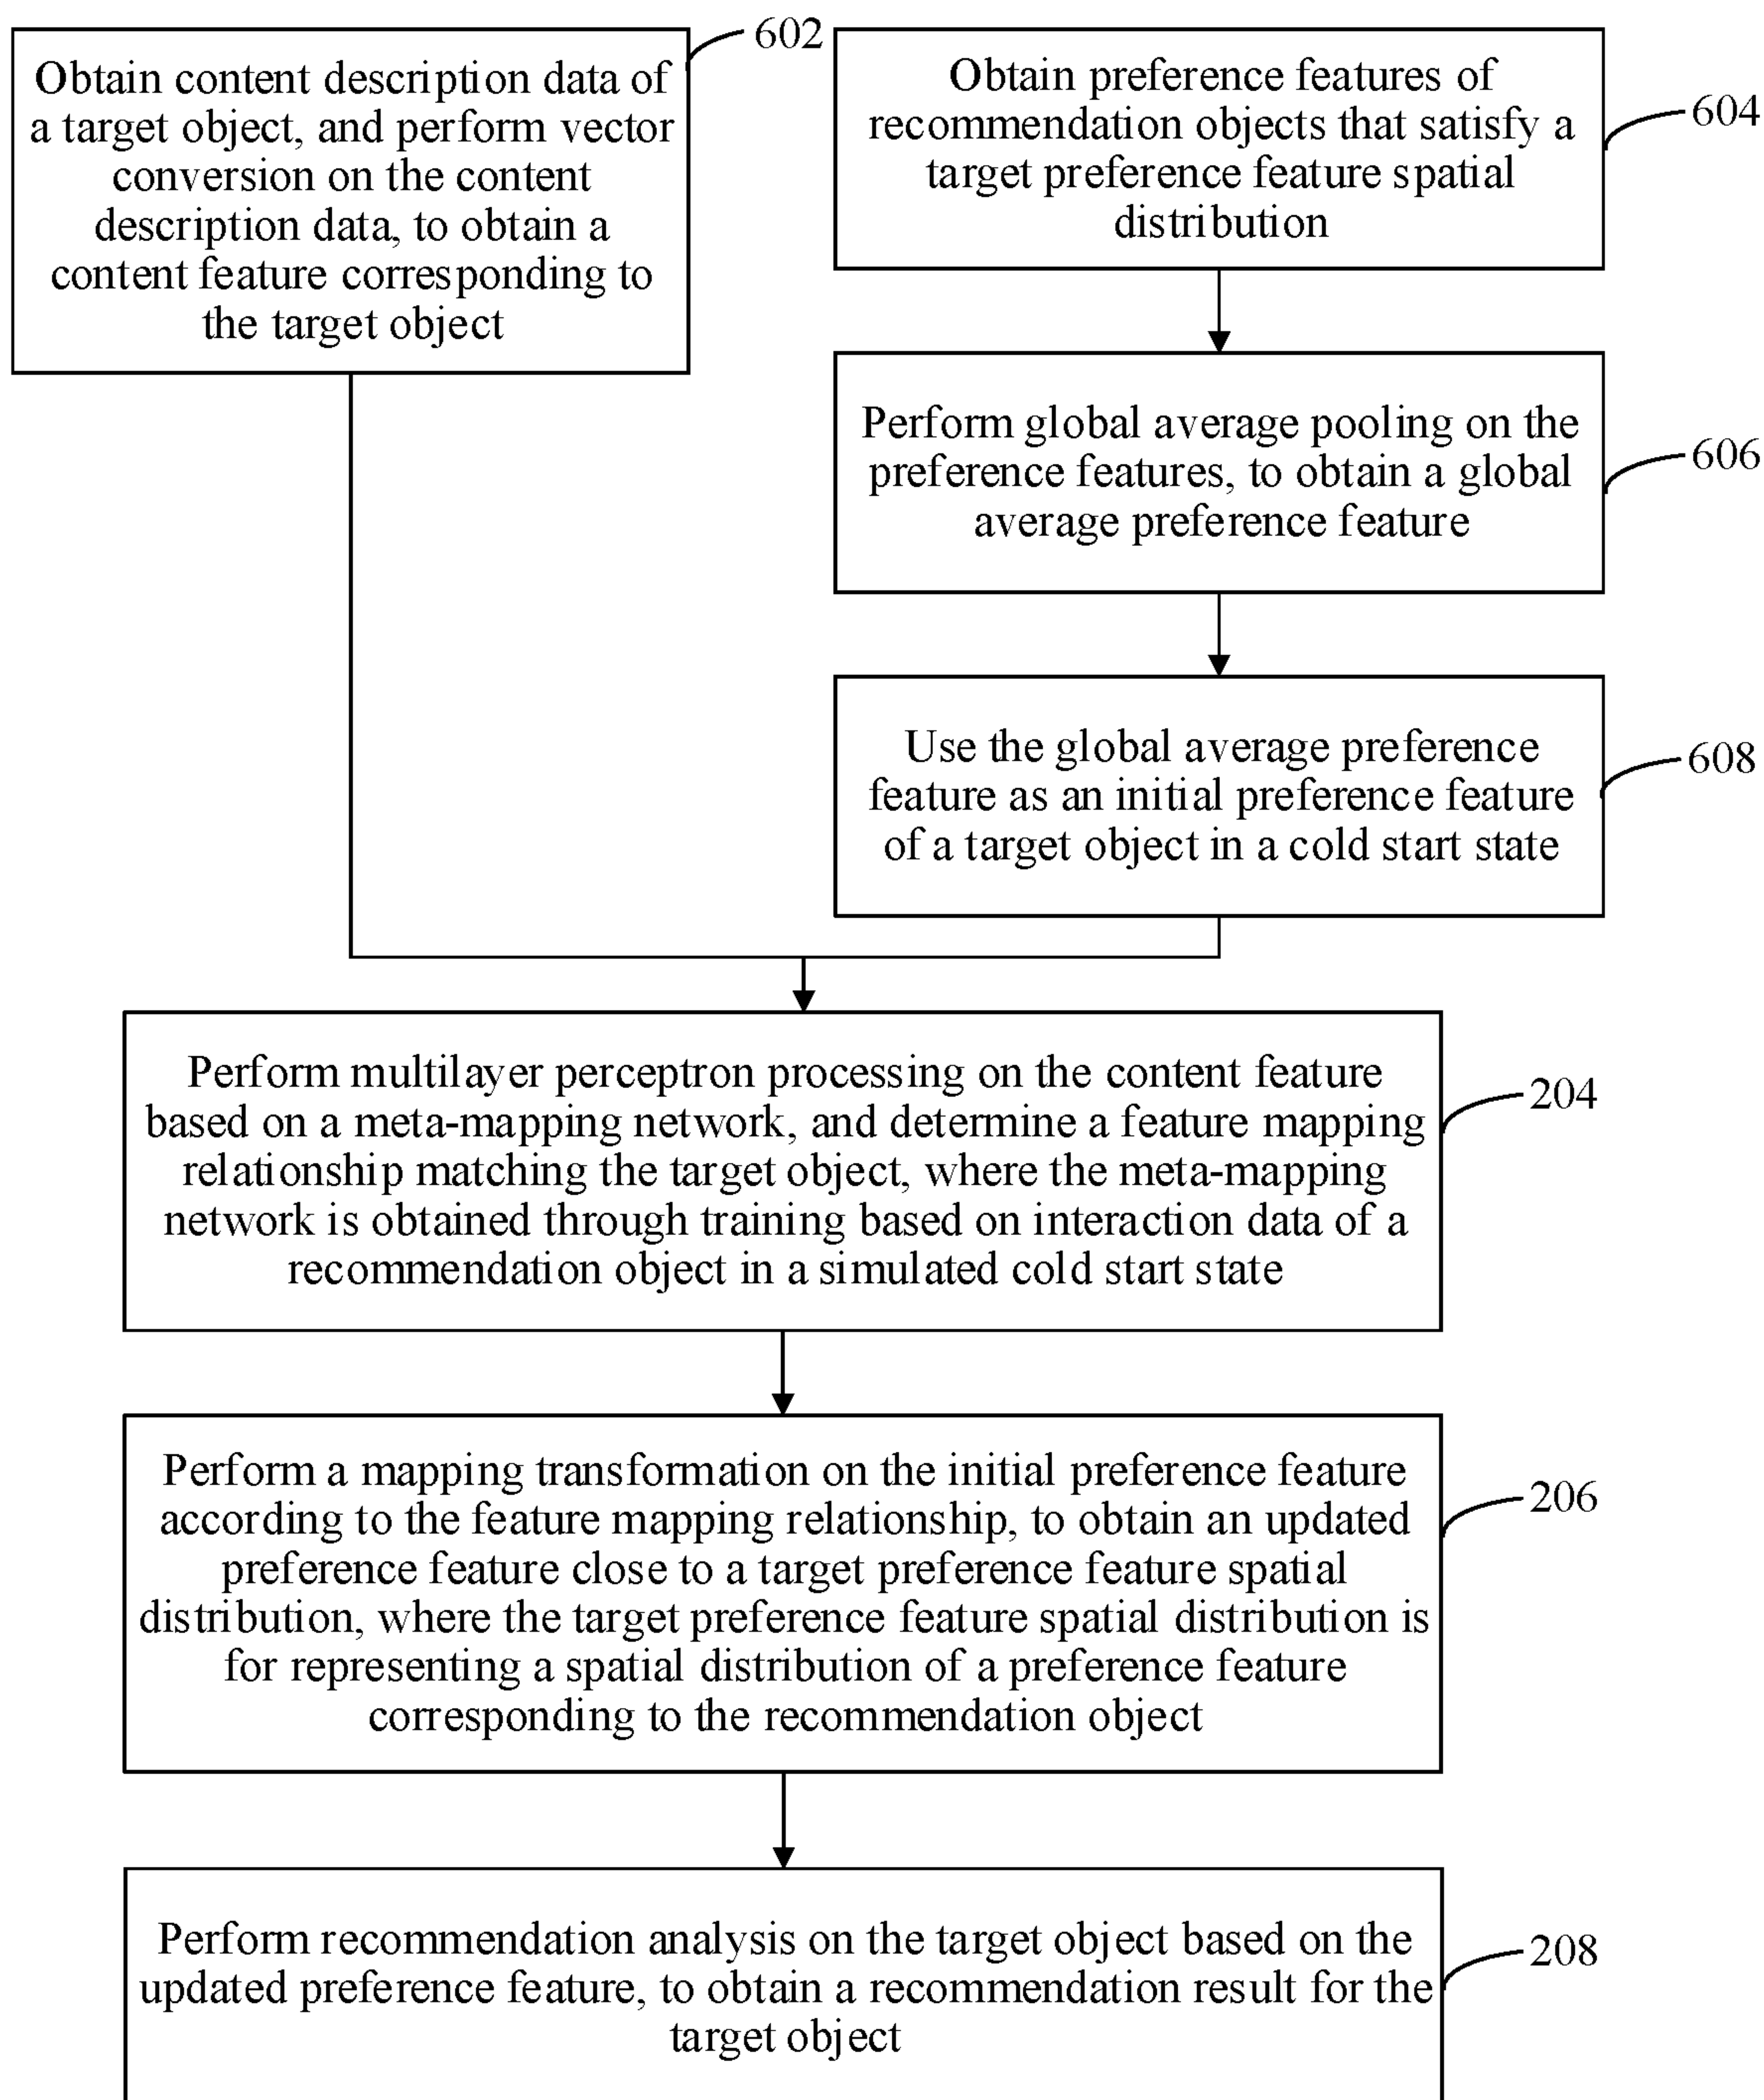 602
Obtain content description data of
a target object, and perform vector
conversion on the content
description data, to obtain a
content feature corresponding to
the target object
604
Obtain preference features of
recommendation objects that satisfy a
target preference feature spatial
distribution
606
Perform global average pooling on the
preference features, to obtain a global
average preference feature
608
Use the global average preference
feature as an initial preference feature
of a target object in a cold start state
204
Perform multilayer perceptron processing on the content feature
based on a meta-mapping network, and determine a feature mapping
relationship matching the target object, where the meta-mapping
network is obtained through training based on interaction data of a
recommendation object in a simulated cold start state
206
Perform a mapping transformation on the initial preference feature
according to the feature mapping relationship, to obtain an updated
preference feature close to a target preference feature spatial
distribution, where the target preference feature spatial distribution is
for representing a spatial distribution of a preference feature
corresponding to the recommendation object
208
Perform recommendation analysis on the target object based on the
updated preference feature, to obtain a recommendation result for the
target object